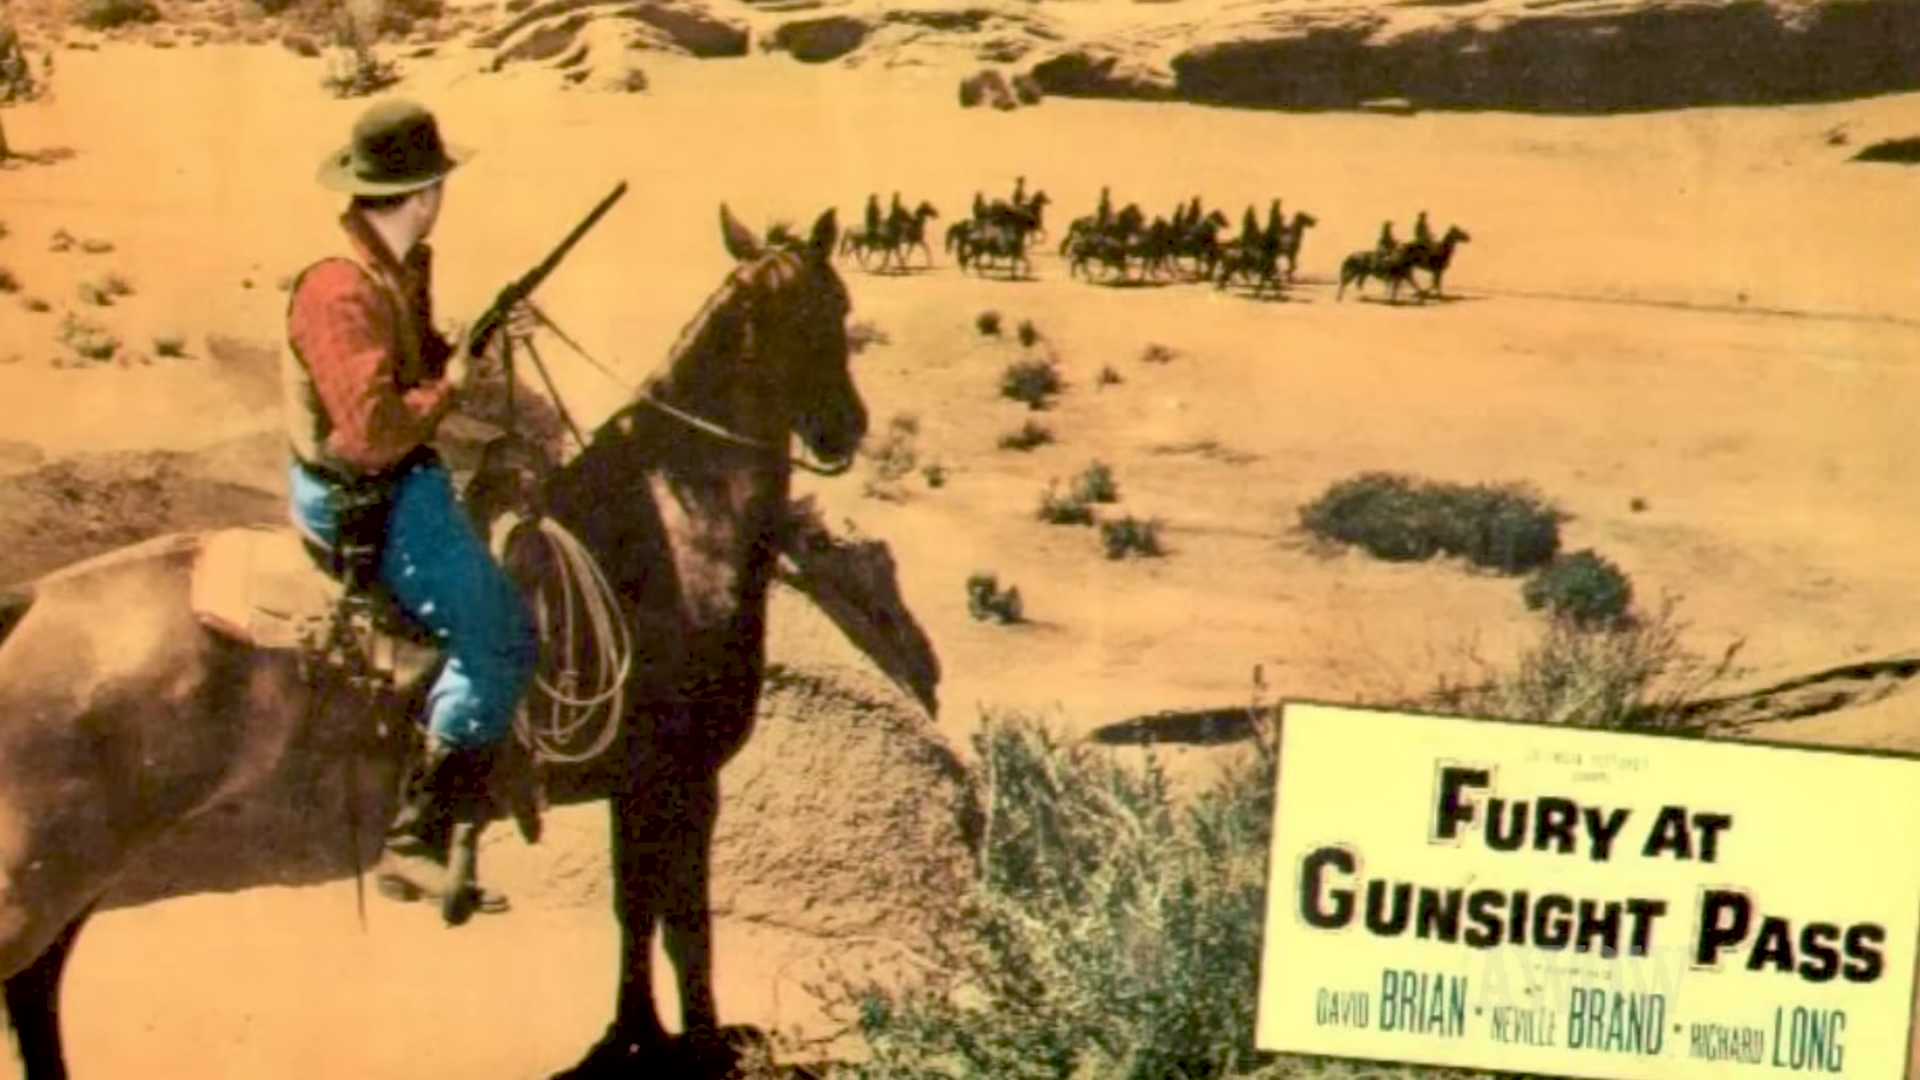 FURY AT
GUNSIGHT PASS
DAVID BRIAN · NEVILLE BRAND · RICHARD LONG